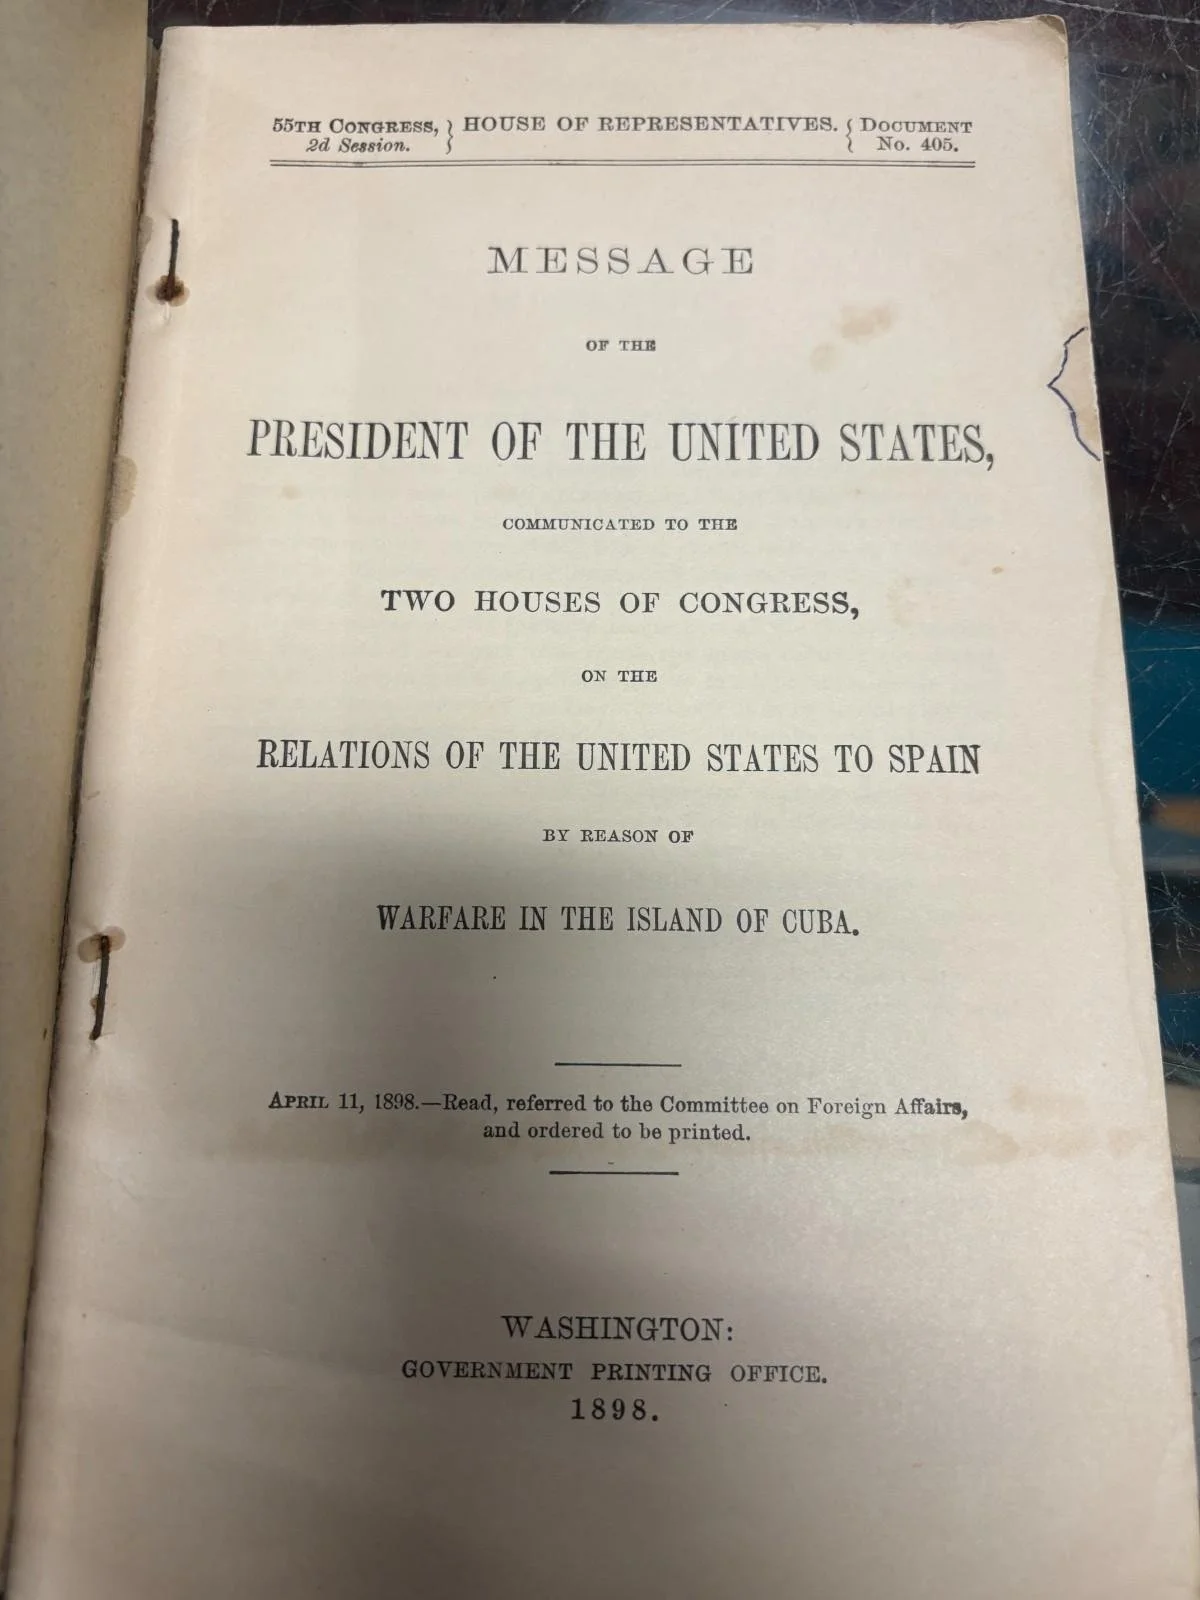 55TH CONGRESS, } HOUSE OF REPRESENTATIVES. { DOCUMENT
2d Session. } { No. 405.
MESSAGE
OF THE
PRESIDENT OF THE UNITED STATES,
COMMUNICATED TO THE
TWO HOUSES OF CONGRESS,
ON THE
RELATIONS OF THE UNITED STATES TO SPAIN
BY REASON OF
WARFARE IN THE ISLAND OF CUBA.
APRIL 11, 1898.—Read, referred to the Committee on Foreign Affairs,
and ordered to be printed.
WASHINGTON:
GOVERNMENT PRINTING OFFICE.
1898.